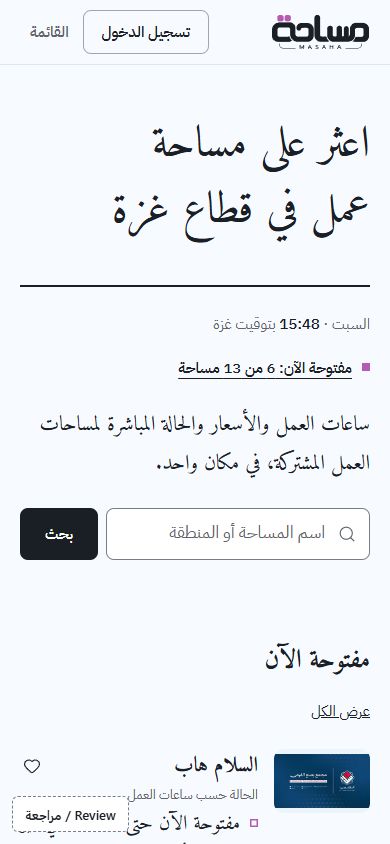 مساحة
MASAHA
تسجيل الدخول
القائمة
اعثر على مساحة
عمل في قطاع غزة
السبت · 15:48 بتوقيت غزة
مفتوحة الآن: 6 من 13 مساحة
ساعات العمل والأسعار والحالة المباشرة لمساحات
العمل المشتركة، في مكان واحد.
اسم المساحة أو المنطقة
بحث
مفتوحة الآن
عرض الكل
السلام هاب
الحالة حسب ساعات العمل
مفتوحة الآن حتى
Review / مراجعة